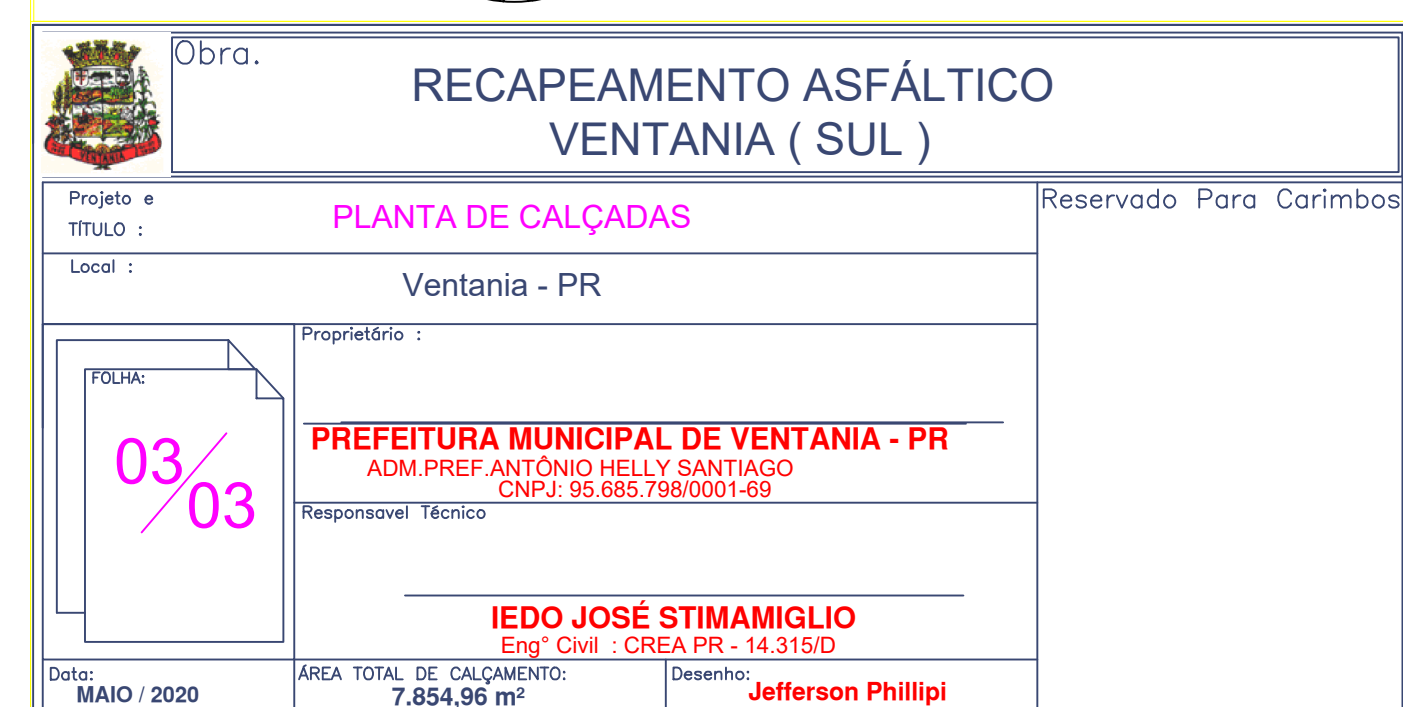 Obra.
RECAPEAMENTO ASFÁLTICO
VENTANIA ( SUL )
VENTANIA
Projeto e
TÍTULO :
PLANTA DE CALÇADAS
Reservado Para Carimbos
Local :
Ventania - PR
FOLHA:
03/03
Proprietário :
PREFEITURA MUNICIPAL DE VENTANIA - PR
ADM.PREF.ANTÔNIO HELLY SANTIAGO
CNPJ: 95.685.798/0001-69
Responsavel Técnico
IEDO JOSÉ STIMAMIGLIO
Eng° Civil : CREA PR - 14.315/D
Data:
MAIO / 2020
ÁREA TOTAL DE CALÇAMENTO:
7.854,96 m²
Desenho:
Jefferson Phillipi